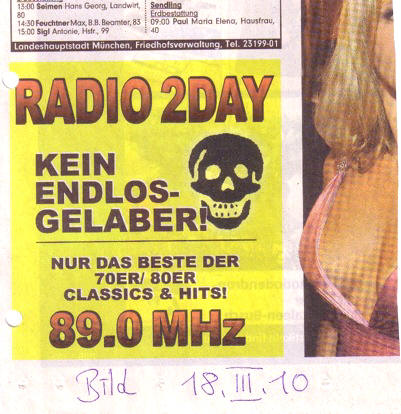 13:00 Seimen Hans Georg, Landwirt,
80
14:30 Feuchtner Max, B.B. Beamter, 83
15:00 Sigl Antonie, Hsfr., 99
Sendling
Erdbestattung
09:00 Paul Maria Elena, Hausfrau,
40
Landeshauptstadt München, Friedhofsverwaltung, Tel. 23199-01
RADIO 2DAY
KEIN
ENDLOS-
GELABER!
NUR DAS BESTE DER
70ER/ 80ER
CLASSICS & HITS!
89.0 MHz
Bild 18. III. 10